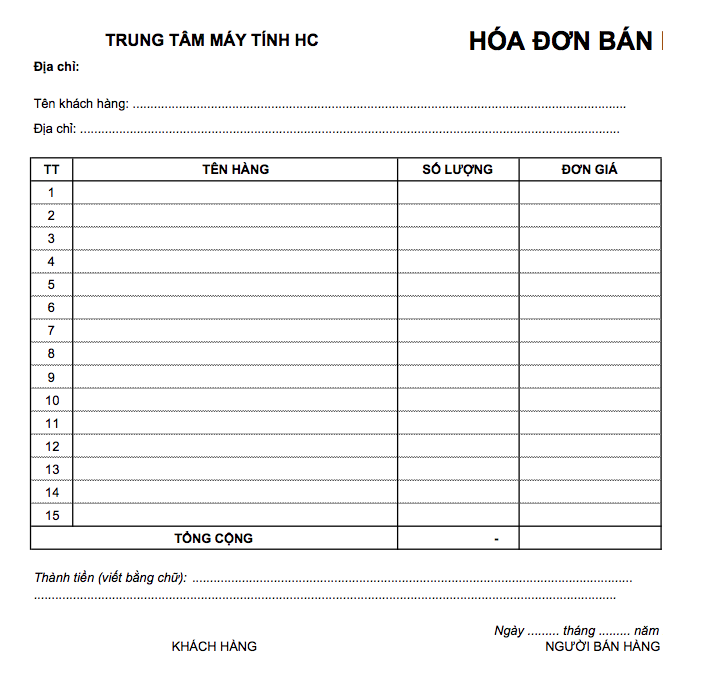 TRUNG TÂM MÁY TÍNH HC HÓA ĐƠN BÁN
Địa chỉ:
Tên khách hàng: ........................................................................................................................................
Địa chỉ: .....................................................................................................................................................
TT TÊN HÀNG SỐ LƯỢNG ĐƠN GIÁ
1
2
3
4
5
6
7
8
9
10
11
12
13
14
15
TỔNG CỘNG -
Thành tiền (viết bằng chữ): .........................................................................................................................
................................................................................................................................................................
Ngày ......... tháng ......... năm
KHÁCH HÀNG NGƯỜI BÁN HÀNG